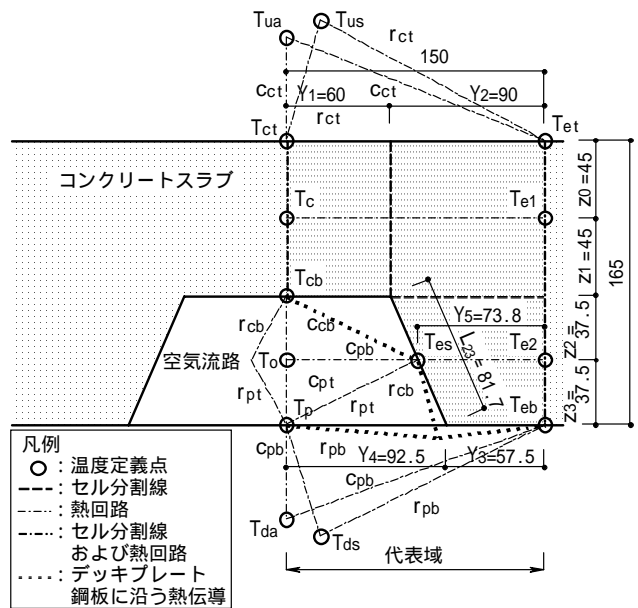 Tua
Tus
rct
150
cct
Y1=60
cct
Y2=90
rct
Tct
Tet
コンクリートスラブ
Tc
Te1
Z0=45
Z1=45
165
Tcb
rcb
Ccb
Y5=73.8
Tes
Te2
cpb
空気流路
To
L23=81.7
Z2=
37.5
cpt
rcb
rpt
rpt
Z3=
37.5
Tp
Teb
cpb
rpb
Y4=92.5
Y3=57.5
cpb
rpb
Tda
Tds
代表域
凡例
:温度定義点
:セル分割線
:熱回路
:セル分割線
および熱回路
:デッキプレート
鋼板に沿う熱伝導